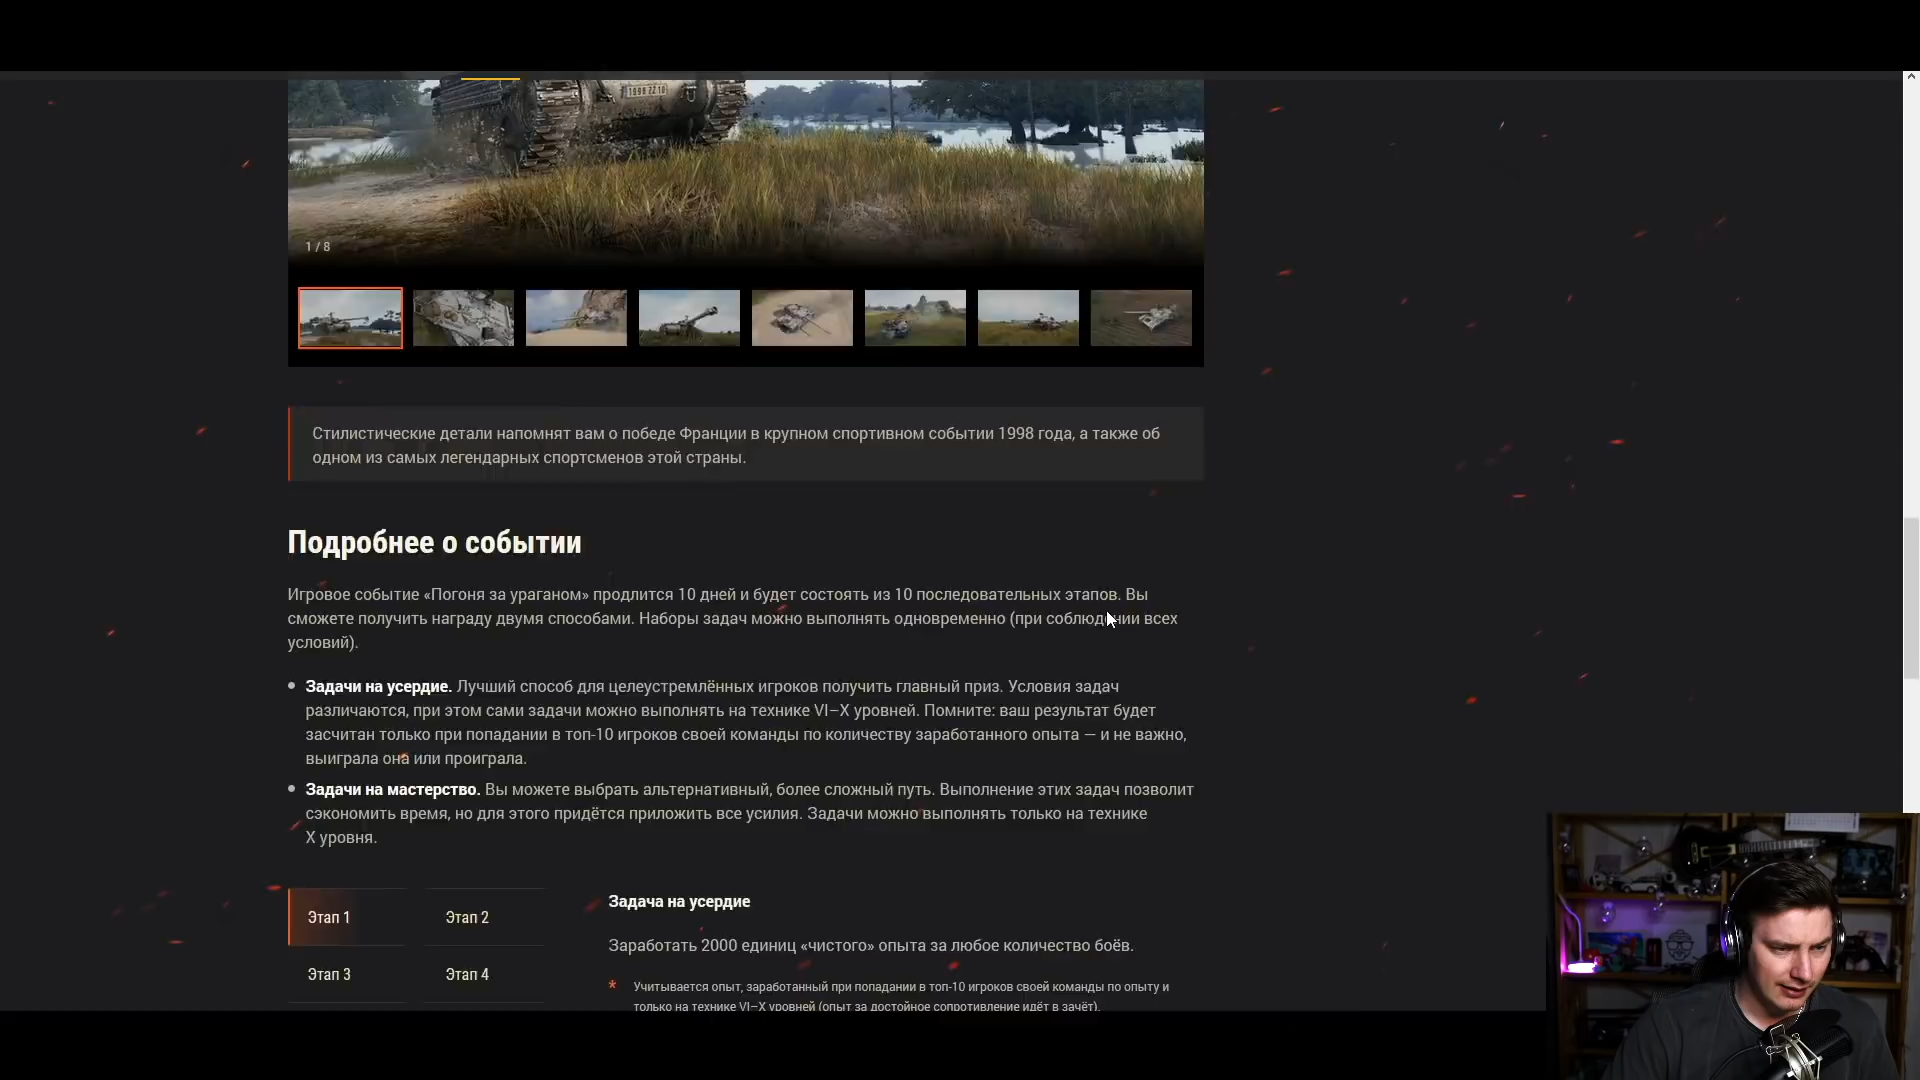 1998 ZZ 10
1 / 8
Стилистические детали напомнят вам о победе Франции в крупном спортивном событии 1998 года, а также об
одном из самых легендарных спортсменов этой страны.
Подробнее о событии
Игровое событие «Погоня за ураганом» продлится 10 дней и будет состоять из 10 последовательных этапов. Вы
сможете получить награду двумя способами. Наборы задач можно выполнять одновременно (при соблюдении всех
условий).
Задачи на усердие. Лучший способ для целеустремлённых игроков получить главный приз. Условия задач
различаются, при этом сами задачи можно выполнять на технике VI–X уровней. Помните: ваш результат будет
засчитан только при попадании в топ-10 игроков своей команды по количеству заработанного опыта — и не важно,
выиграла она или проиграла.
Задачи на мастерство. Вы можете выбрать альтернативный, более сложный путь. Выполнение этих задач позволит
сэкономить время, но для этого придётся приложить все усилия. Задачи можно выполнять только на технике
X уровня.
Этап 1
Этап 2
Этап 3
Этап 4
Задача на усердие
Заработать 2000 единиц «чистого» опыта за любое количество боёв.
* Учитывается опыт, заработанный при попадании в топ-10 игроков своей команды по опыту и
только на технике VI–X уровней (опыт за достойное сопротивление идёт в зачёт).